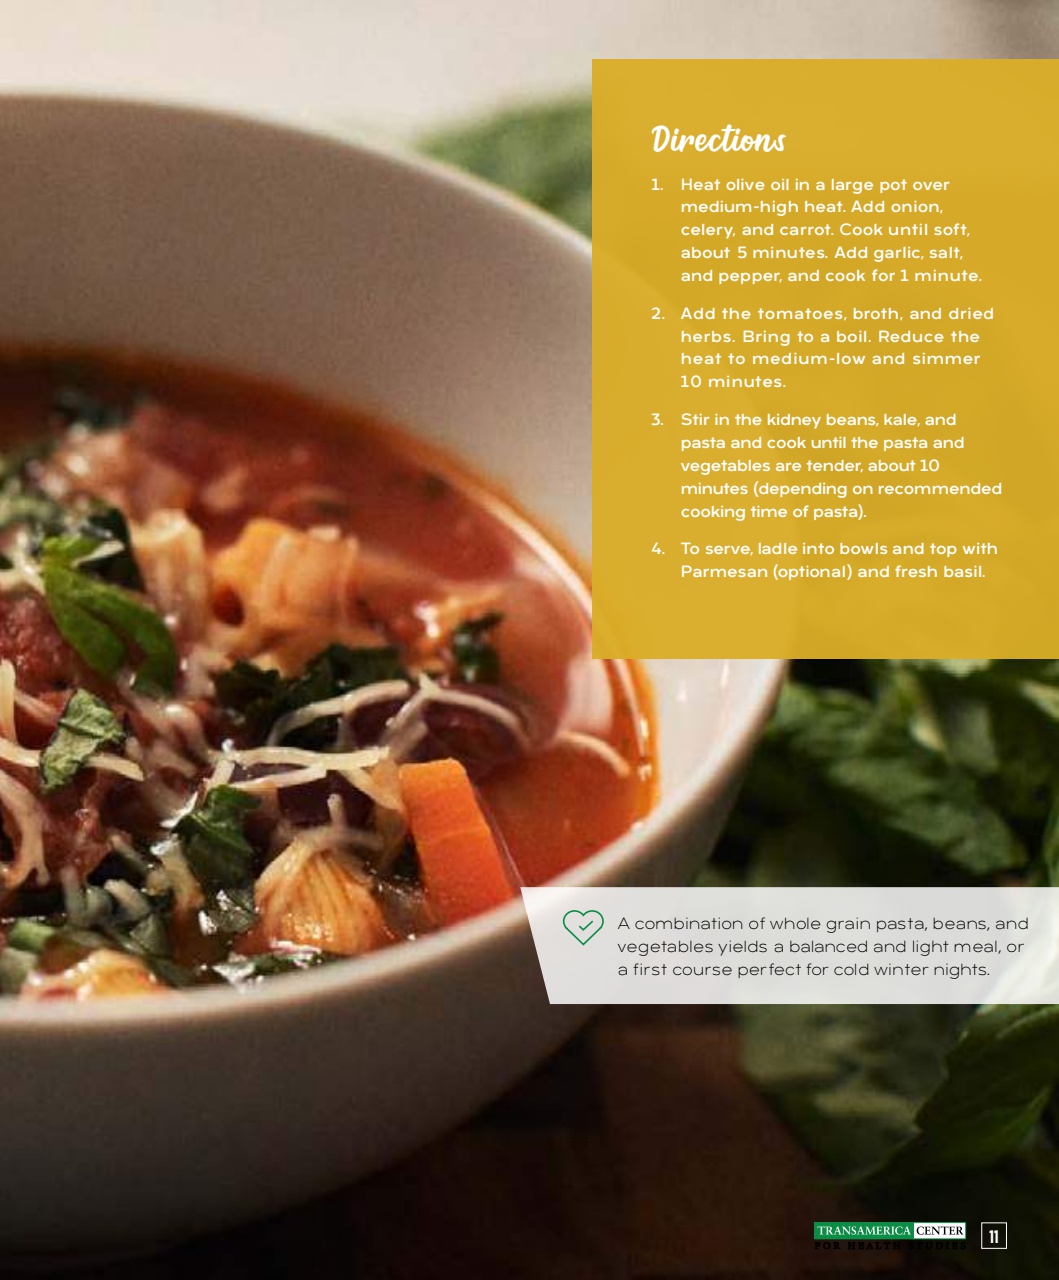 Directions
1. Heat olive oil in a large pot over
medium-high heat. Add onion,
celery, and carrot. Cook until soft,
about 5 minutes. Add garlic, salt,
and pepper, and cook for 1 minute.
2. Add the tomatoes, broth, and dried
herbs. Bring to a boil. Reduce the
heat to medium-low and simmer
10 minutes.
3. Stir in the kidney beans, kale, and
pasta and cook until the pasta and
vegetables are tender, about 10
minutes (depending on recommended
cooking time of pasta).
4. To serve, ladle into bowls and top with
Parmesan (optional) and fresh basil.
A combination of whole grain pasta, beans, and
vegetables yields a balanced and light meal, or
a first course perfect for cold winter nights.
TRANSAMERICA CENTER
FOR HEALTH STUDIES
11